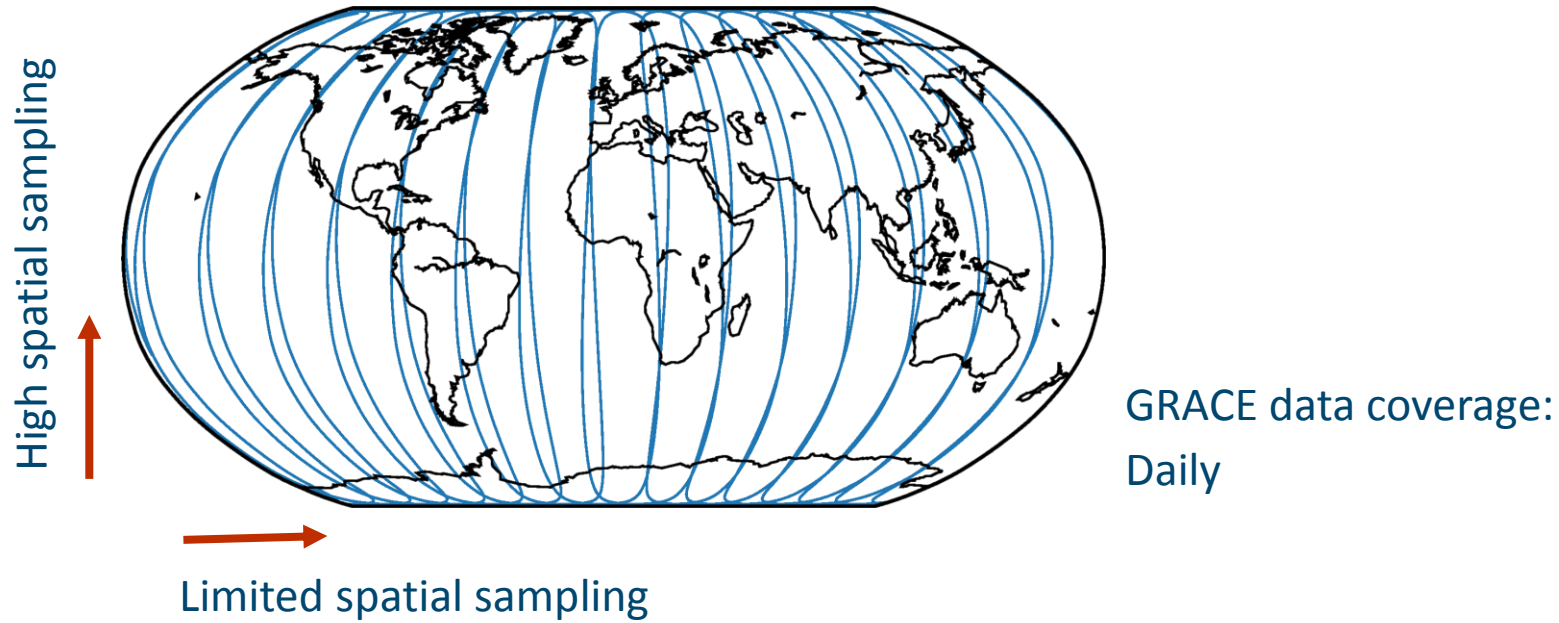 High spatial sampling
GRACE data coverage:
Daily
Limited spatial sampling